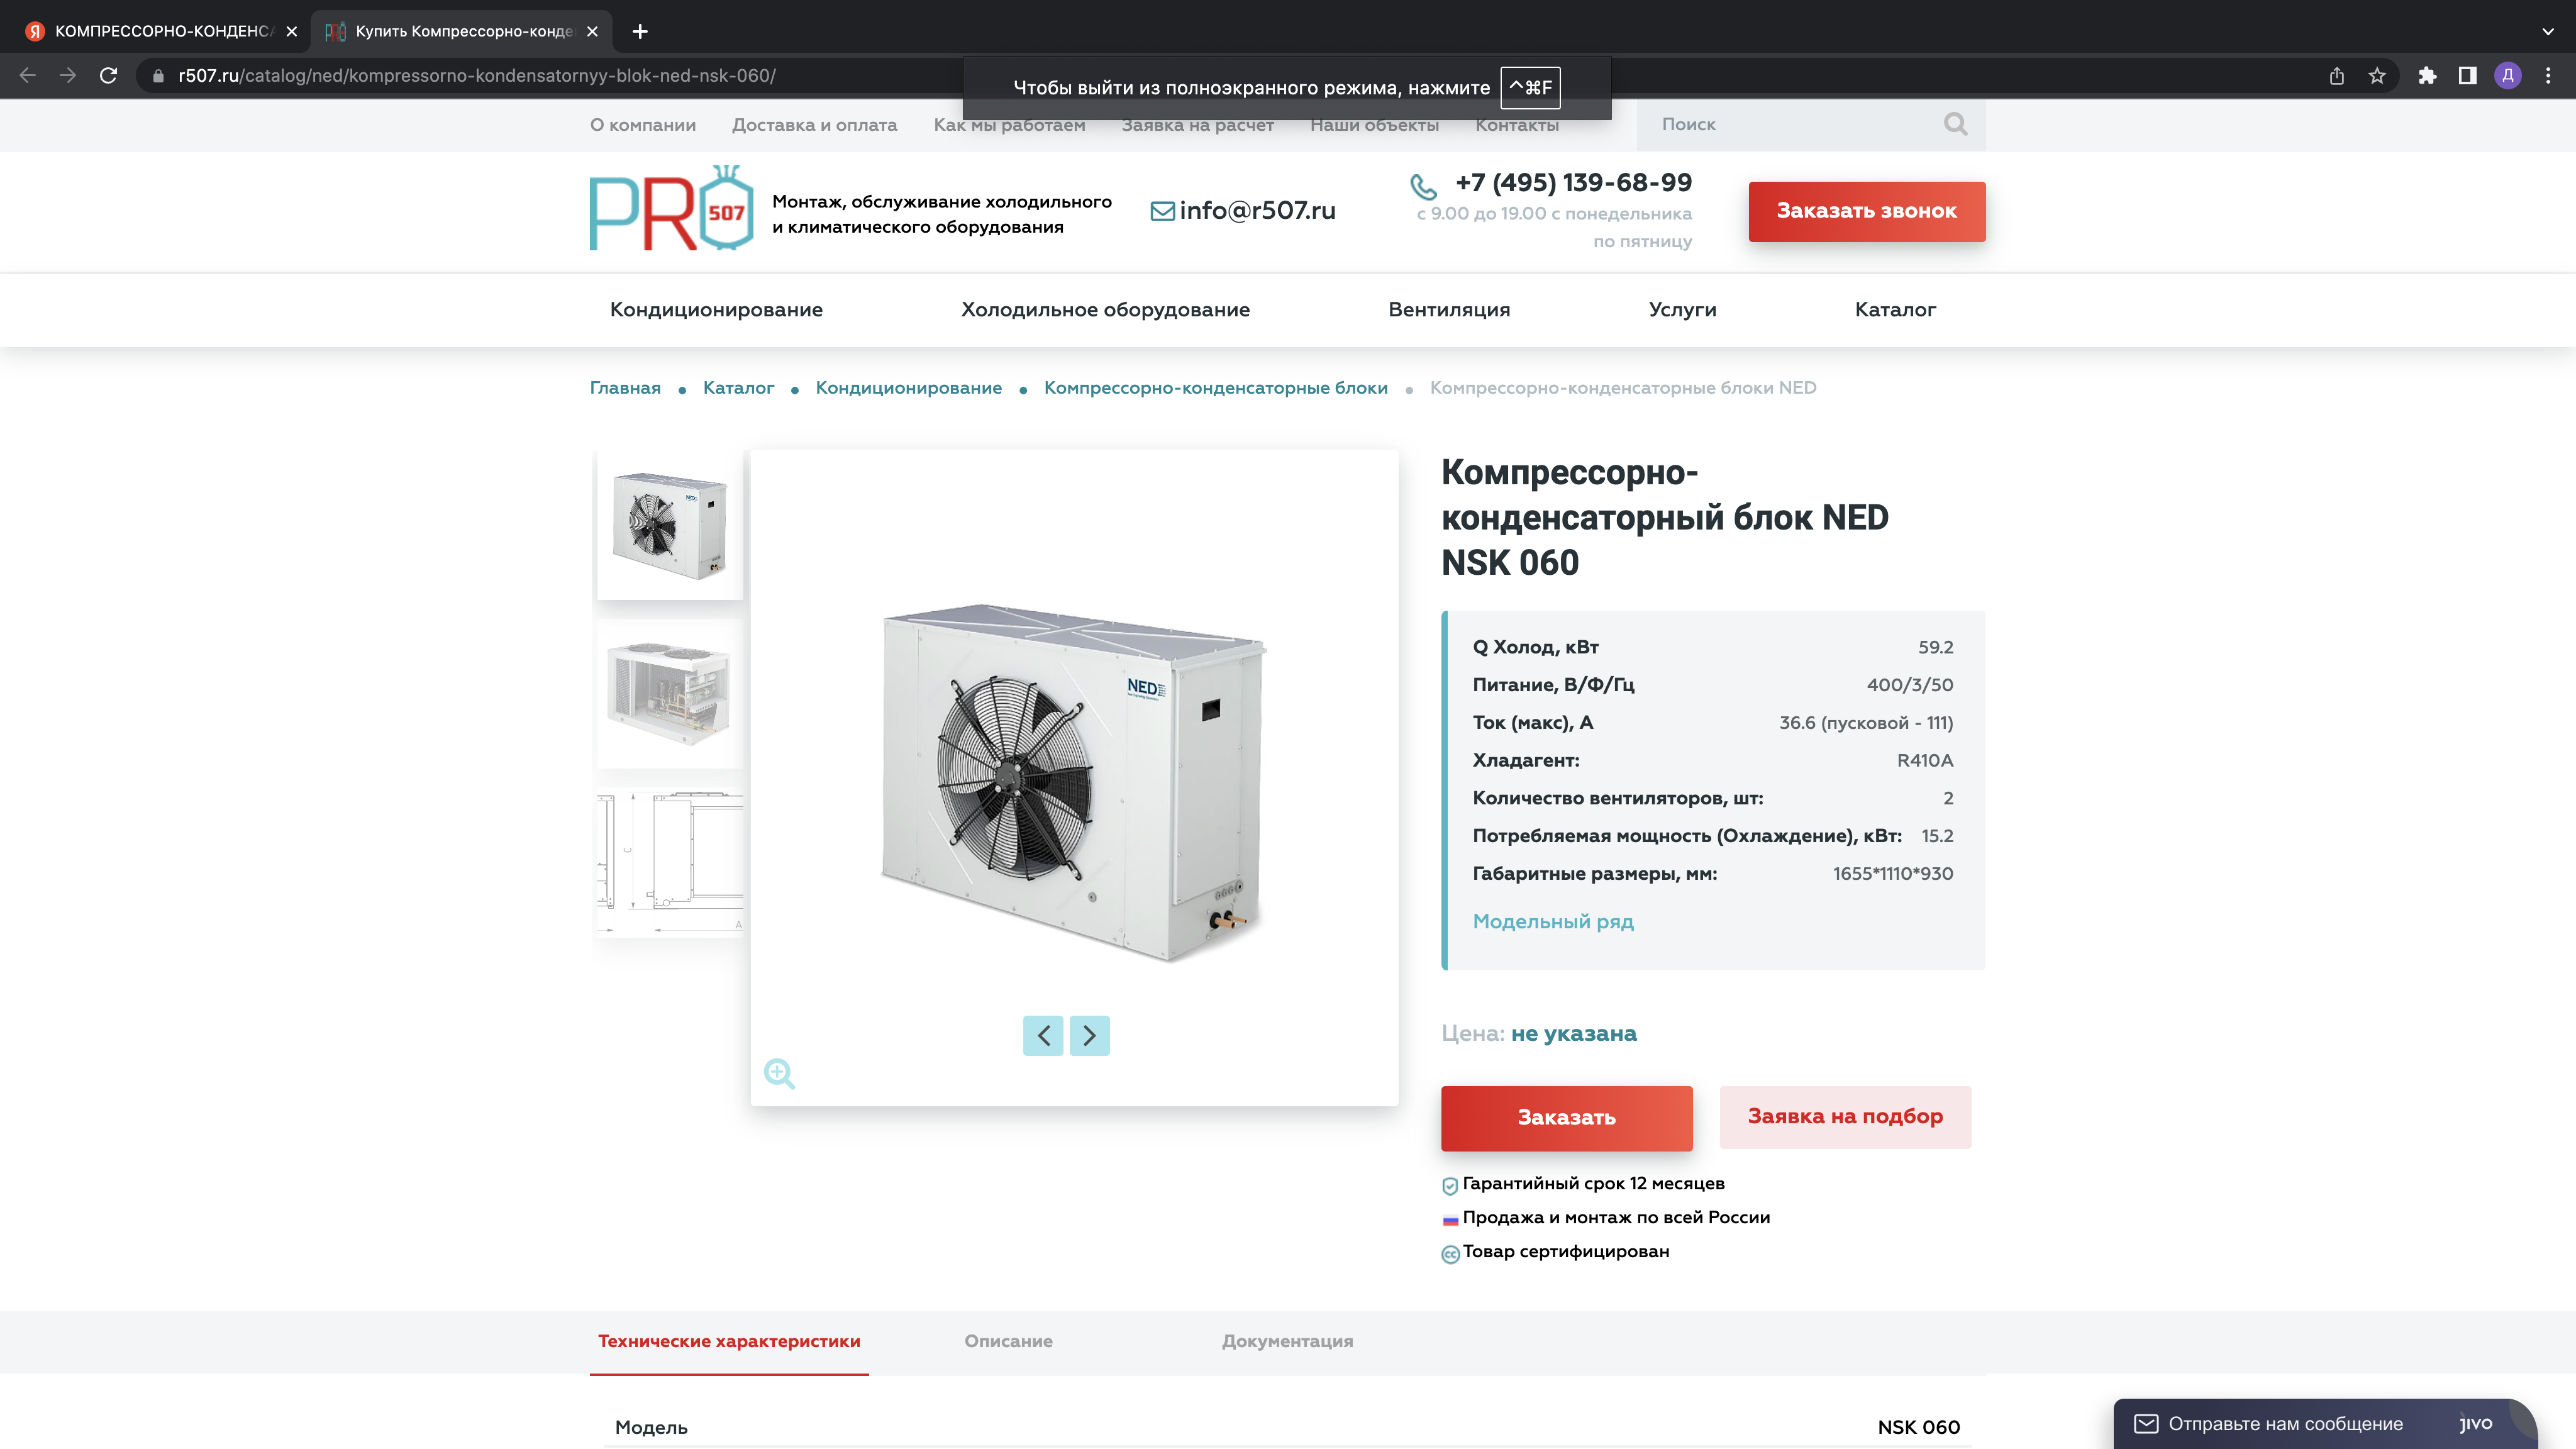 КОМПРЕССОРНО-КОНДЕНСА
Купить Компрессорно-конде
r507.ru/catalog/ned/kompressorno-kondensatornyy-blok-ned-nsk-060/
Чтобы выйти из полноэкранного режима, нажмите ^⌘F
Д
О компании
Доставка и оплата
Как мы работаем
Заявка на расчет
Наши объекты
Контакты
Поиск
PRO 507
Монтаж, обслуживание холодильного
и климатического оборудования
info@r507.ru
+7 (495) 139-68-99
с 9.00 до 19.00 с понедельника
по пятницу
Заказать звонок
Кондиционирование
Холодильное оборудование
Вентиляция
Услуги
Каталог
Главная • Каталог • Кондиционирование • Компрессорно-конденсаторные блоки • Компрессорно-конденсаторные блоки NED
NED
C
A
NED
Компрессорно-
конденсаторный блок NED
NSK 060
Q Холод, кВт 59.2
Питание, В/Ф/Гц 400/3/50
Ток (макс), А 36.6 (пусковой - 111)
Хладагент: R410A
Количество вентиляторов, шт: 2
Потребляемая мощность (Охлаждение), кВт: 15.2
Габаритные размеры, мм: 1655*1110*930
Модельный ряд
Цена: не указана
Заказать
Заявка на подбор
Гарантийный срок 12 месяцев
Продажа и монтаж по всей России
Товар сертифицирован
Технические характеристики
Описание
Документация
Модель NSK 060
Отправьте нам сообщение jivo